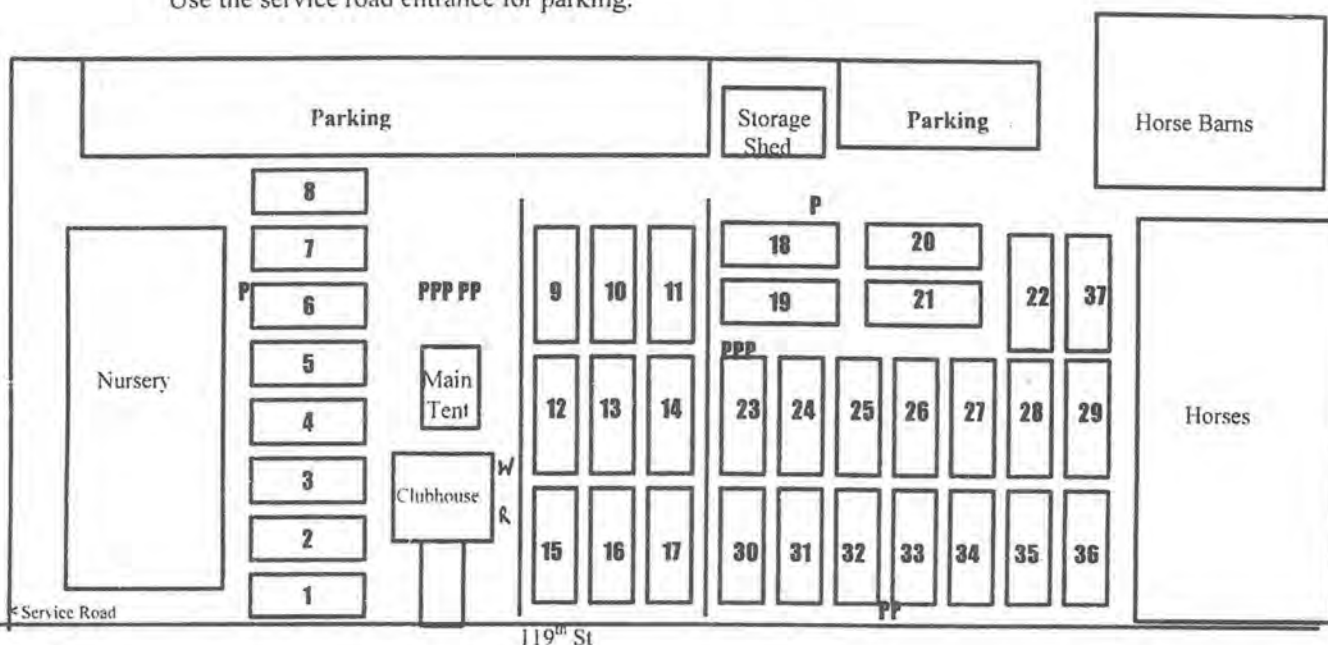 Use the service road entrance for parking.
Parking
Storage
Shed
Parking
Horse Barns
8
P
7
18
20
P
6
PPP PP
9
10
11
19
21
22
37
5
PPP
Nursery
Main
Tent
4
12
13
14
23
24
25
26
27
28
29
Horses
3
W
Clubhouse
R
2
15
16
17
30
31
32
33
34
35
36
1
PP
< Service Road
119th St